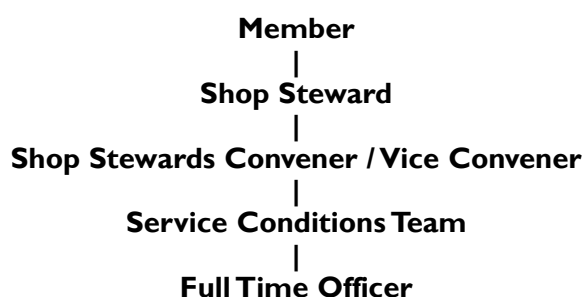 Member
|
Shop Steward
|
Shop Stewards Convener / Vice Convener
|
Service Conditions Team
|
Full Time Officer